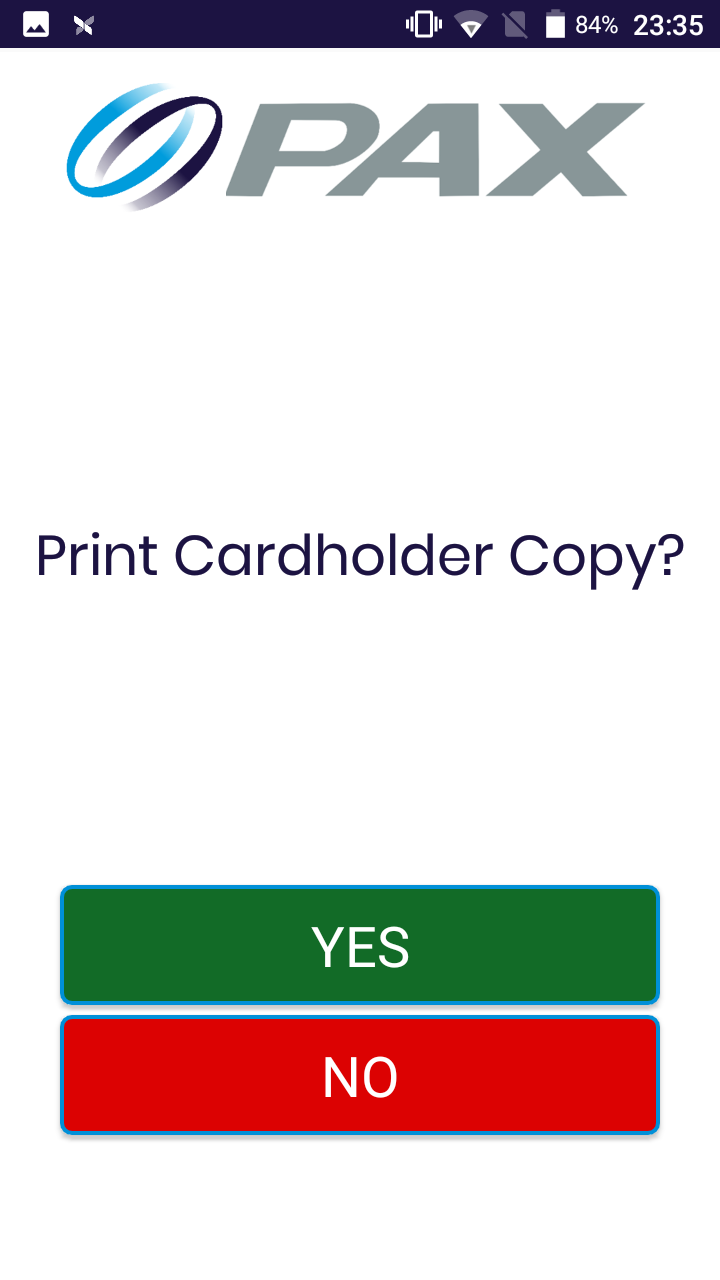 84% 23:35
PAX
Print Cardholder Copy?
YES
NO